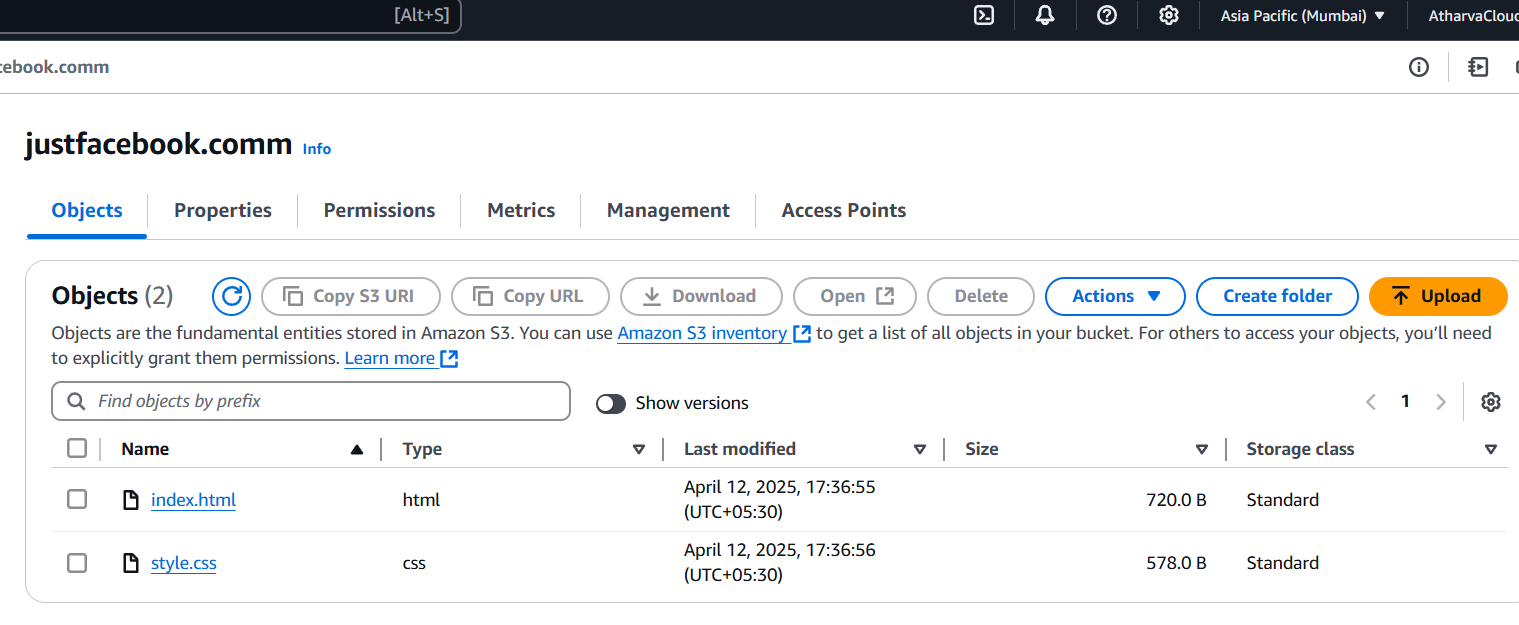 [Alt+S]
Asia Pacific (Mumbai)
AtharvaCloud
cebook.comm
justfacebook.comm Info
Objects Properties Permissions Metrics Management Access Points
Objects (2) Copy S3 URI Copy URL Download Open Delete Actions Create folder Upload
Objects are the fundamental entities stored in Amazon S3. You can use Amazon S3 inventory to get a list of all objects in your bucket. For others to access your objects, you’ll need
to explicitly grant them permissions. Learn more
Find objects by prefix Show versions 1
Name Type Last modified Size Storage class
index.html html April 12, 2025, 17:36:55 (UTC+05:30) 720.0 B Standard
style.css css April 12, 2025, 17:36:56 (UTC+05:30) 578.0 B Standard